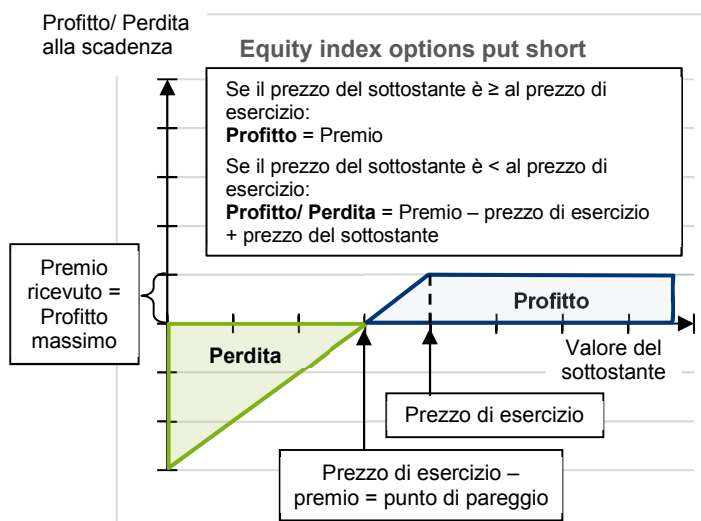 Profitto/ Perdita
alla scadenza
Equity index options put short
Se il prezzo del sottostante è ≥ al prezzo di
esercizio:
Profitto = Premio
Se il prezzo del sottostante è < al prezzo di
esercizio:
Profitto/ Perdita = Premio – prezzo di esercizio
+ prezzo del sottostante
Premio
ricevuto =
Profitto
massimo
Profitto
Perdita
Valore del
sottostante
Prezzo di esercizio
Prezzo di esercizio –
premio = punto di pareggio